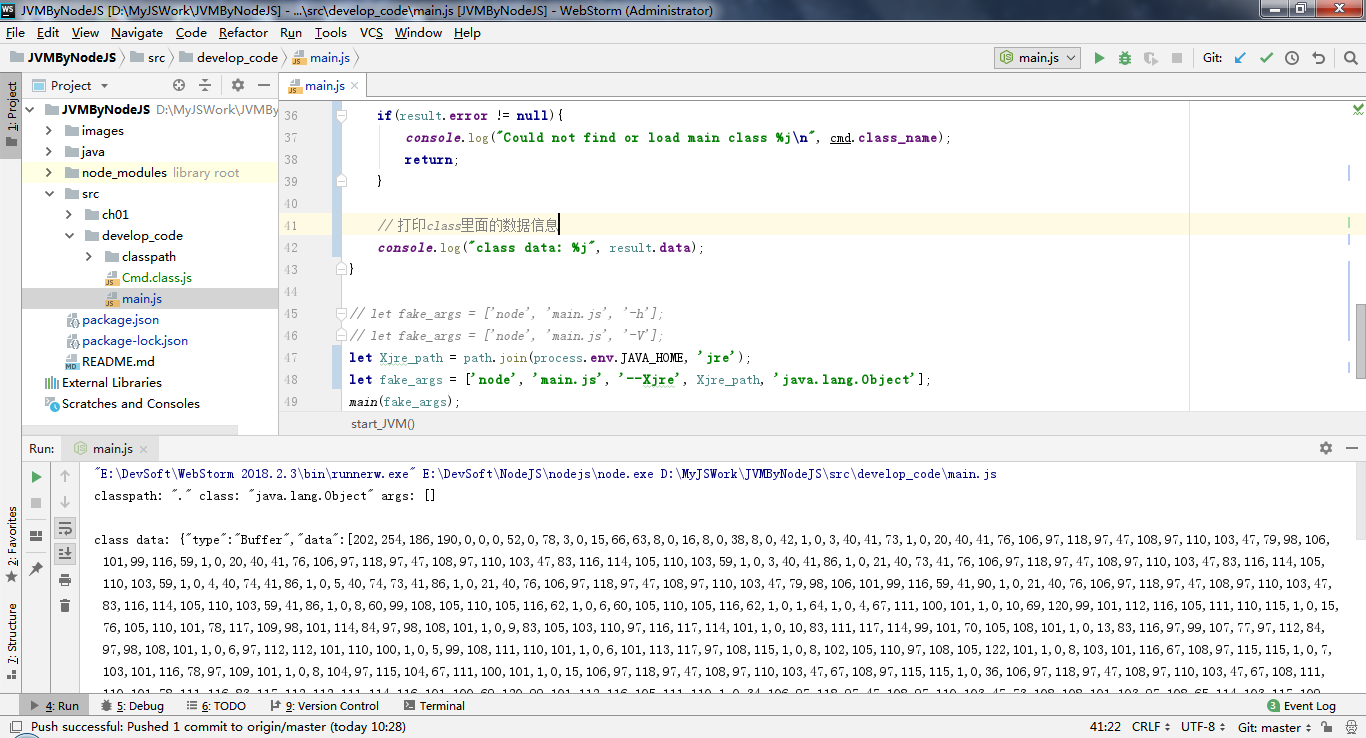 JVMByNodeJS [D:\MyJSWork\JVMByNodeJS] - ...\src\develop_code\main.js [JVMByNodeJS] - WebStorm (Administrator)
File Edit View Navigate Code Refactor Run Tools VCS Window Help
JVMByNodeJS src develop_code main.js main.js Git:
1: Project
Project
JVMByNodeJS D:\MyJSWork\JVMBy
images
java
node_modules library root
src
ch01
develop_code
classpath
Cmd.class.js
main.js
package.json
package-lock.json
README.md
External Libraries
Scratches and Consoles
main.js
36 if(result.error != null){
37 console.log("Could not find or load main class %j\n", cmd.class_name);
38 return;
39 }
40
41 // 打印class里面的数据信息
42 console.log("class data: %j", result.data);
43 }
44
45 // let fake_args = ['node', 'main.js', '-h'];
46 // let fake_args = ['node', 'main.js', '-V'];
47 let Xjre_path = path.join(process.env.JAVA_HOME, 'jre');
48 let fake_args = ['node', 'main.js', '--Xjre', Xjre_path, 'java.lang.Object'];
49 main(fake_args);
start_JVM()
Run: main.js
"E:\DevSoft\WebStorm 2018.2.3\bin\runnerw.exe" E:\DevSoft\NodeJS\nodejs\node.exe D:\MyJSWork\JVMByNodeJS\src\develop_code\main.js
classpath: "." class: "java.lang.Object" args: []
class data: {"type":"Buffer","data":[202,254,186,190,0,0,0,52,0,78,3,0,15,66,63,8,0,16,8,0,38,8,0,42,1,0,3,40,41,73,1,0,20,40,41,76,106,97,118,97,47,108,97,110,103,47,79,98,106,
101,99,116,59,1,0,20,40,41,76,106,97,118,97,47,108,97,110,103,47,83,116,114,105,110,103,59,1,0,3,40,41,86,1,0,21,40,73,41,76,106,97,118,97,47,108,97,110,103,47,83,116,114,105,
110,103,59,1,0,4,40,74,41,86,1,0,5,40,74,73,41,86,1,0,21,40,76,106,97,118,97,47,108,97,110,103,47,79,98,106,101,99,116,59,41,90,1,0,21,40,76,106,97,118,97,47,108,97,110,103,47,
83,116,114,105,110,103,59,41,86,1,0,8,60,99,108,105,110,105,116,62,1,0,6,60,105,110,105,116,62,1,0,1,64,1,0,4,67,111,100,101,1,0,10,69,120,99,101,112,116,105,111,110,115,1,0,15,
76,105,110,101,78,117,109,98,101,114,84,97,98,108,101,1,0,9,83,105,103,110,97,116,117,114,101,1,0,10,83,111,117,114,99,101,70,105,108,101,1,0,13,83,116,97,99,107,77,97,112,84,
97,98,108,101,1,0,6,97,112,112,101,110,100,1,0,5,99,108,111,110,101,1,0,6,101,113,117,97,108,115,1,0,8,102,105,110,97,108,105,122,101,1,0,8,103,101,116,67,108,97,115,115,1,0,7,
103,101,116,78,97,109,101,1,0,8,104,97,115,104,67,111,100,101,1,0,15,106,97,118,97,47,108,97,110,103,47,67,108,97,115,115,1,0,36,106,97,118,97,47,108,97,110,103,47,67,108,111,
2: Favorites
7: Structure
4: Run 5: Debug 6: TODO 9: Version Control Terminal 3 Event Log
Push successful: Pushed 1 commit to origin/master (today 10:28) 41:22 CRLF UTF-8 Git: master